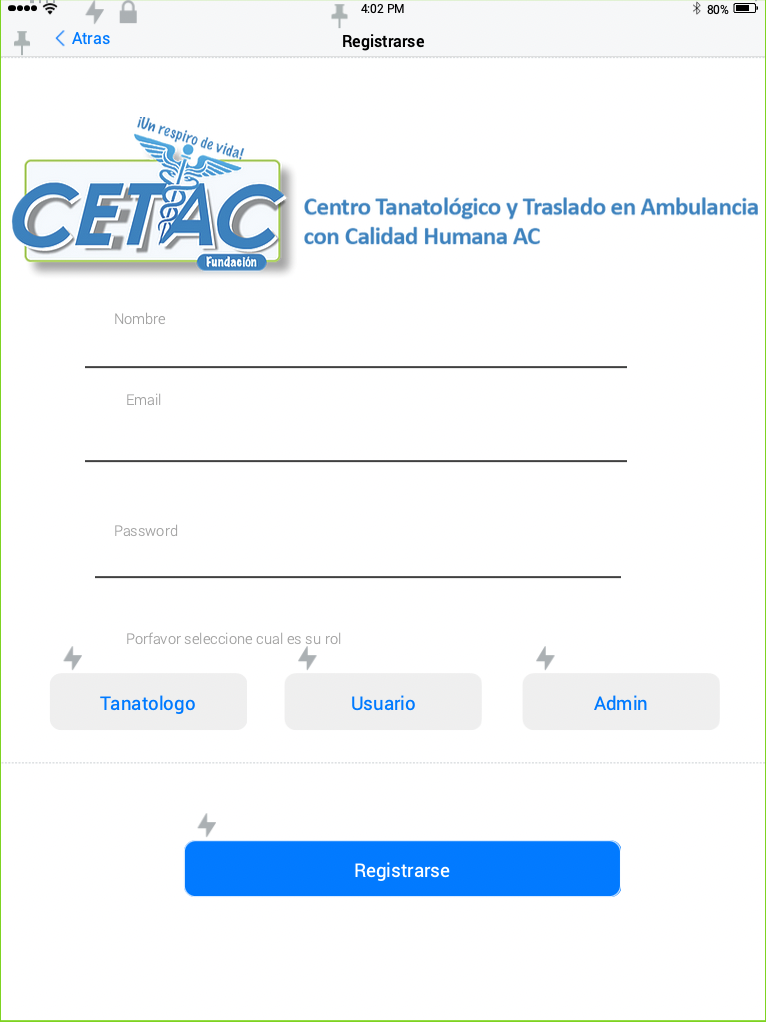 4:02 PM
80%
Atras
Registrarse
¡Un respiro de vida!
CETAC
Fundación
Centro Tanatológico y Traslado en Ambulancia
con Calidad Humana AC
Nombre
Email
Password
Porfavor seleccione cual es su rol
Tanatologo
Usuario
Admin
Registrarse